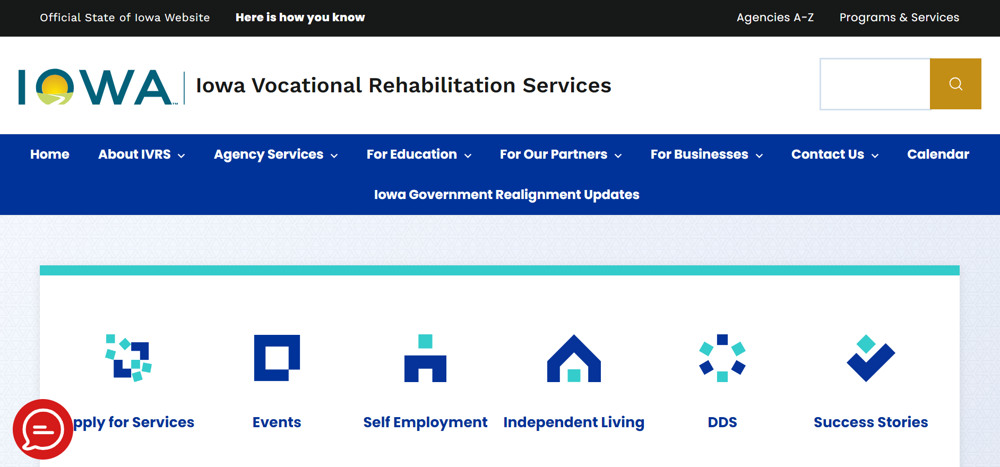 Official State of Iowa Website Here is how you know Agencies A-Z Programs & Services
IOWA™ Iowa Vocational Rehabilitation Services
Home About IVRS Agency Services For Education For Our Partners For Businesses Contact Us Calendar
Iowa Government Realignment Updates
pply for Services Events Self Employment Independent Living DDS Success Stories